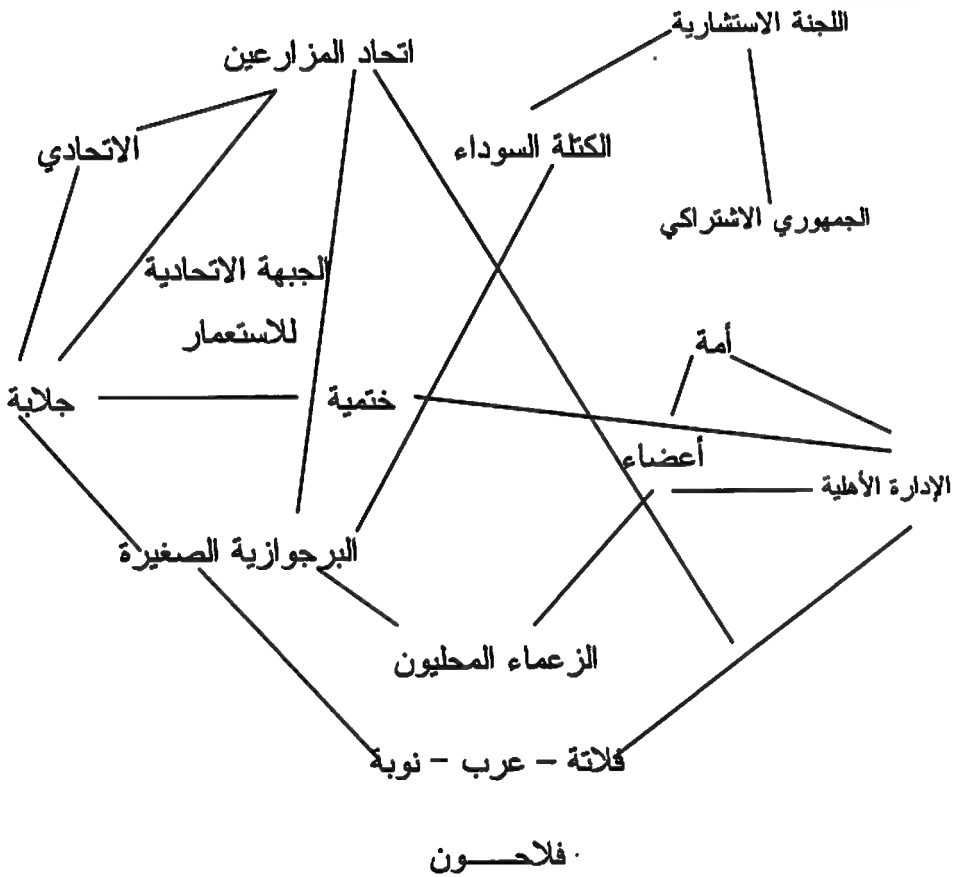 اللجنة الاستشارية
اتحاد المزارعين
الكتلة السوداء
الاتحادي
الجمهوري الاشتراكي
الجبهة الاتحادية
للاستعمار
أمة
ختمية
جلابة
أعضاء
الإدارة الأهلية
البرجوازية الصغيرة
الزعماء المحليون
فلاتة – عرب – نوبة
فلاحـــون